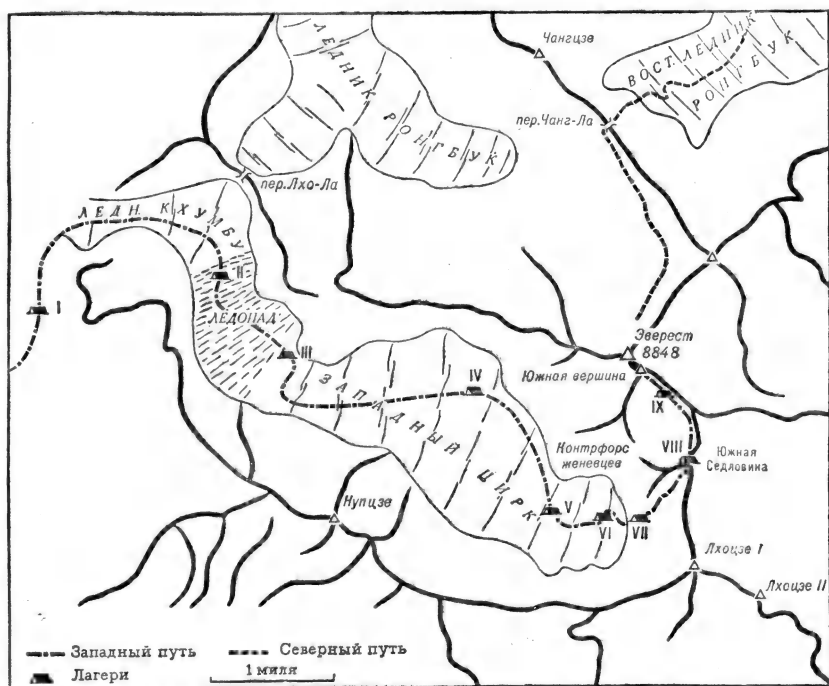 Чангцзе
ВОСТ. ЛЕДНИК
РОНГБУК
ЛЕДНИК РОНГБУК
пер. Чанг-Ла
пер. Лхо-Ла
ЛЕДН. КХУМБУ
II
I
ЛЕДОПАД
III
Эверест
8848
Южная вершина
IV
IX
ЗАПАДНЫЙ ЦИРК
Контрфорс
женевцев
VIII
Южная
Седловина
Нупцзе
V
VI
VII
Лхоцзе I
Лхоцзе II
Западный путь
Северный путь
Лагери
1 миля